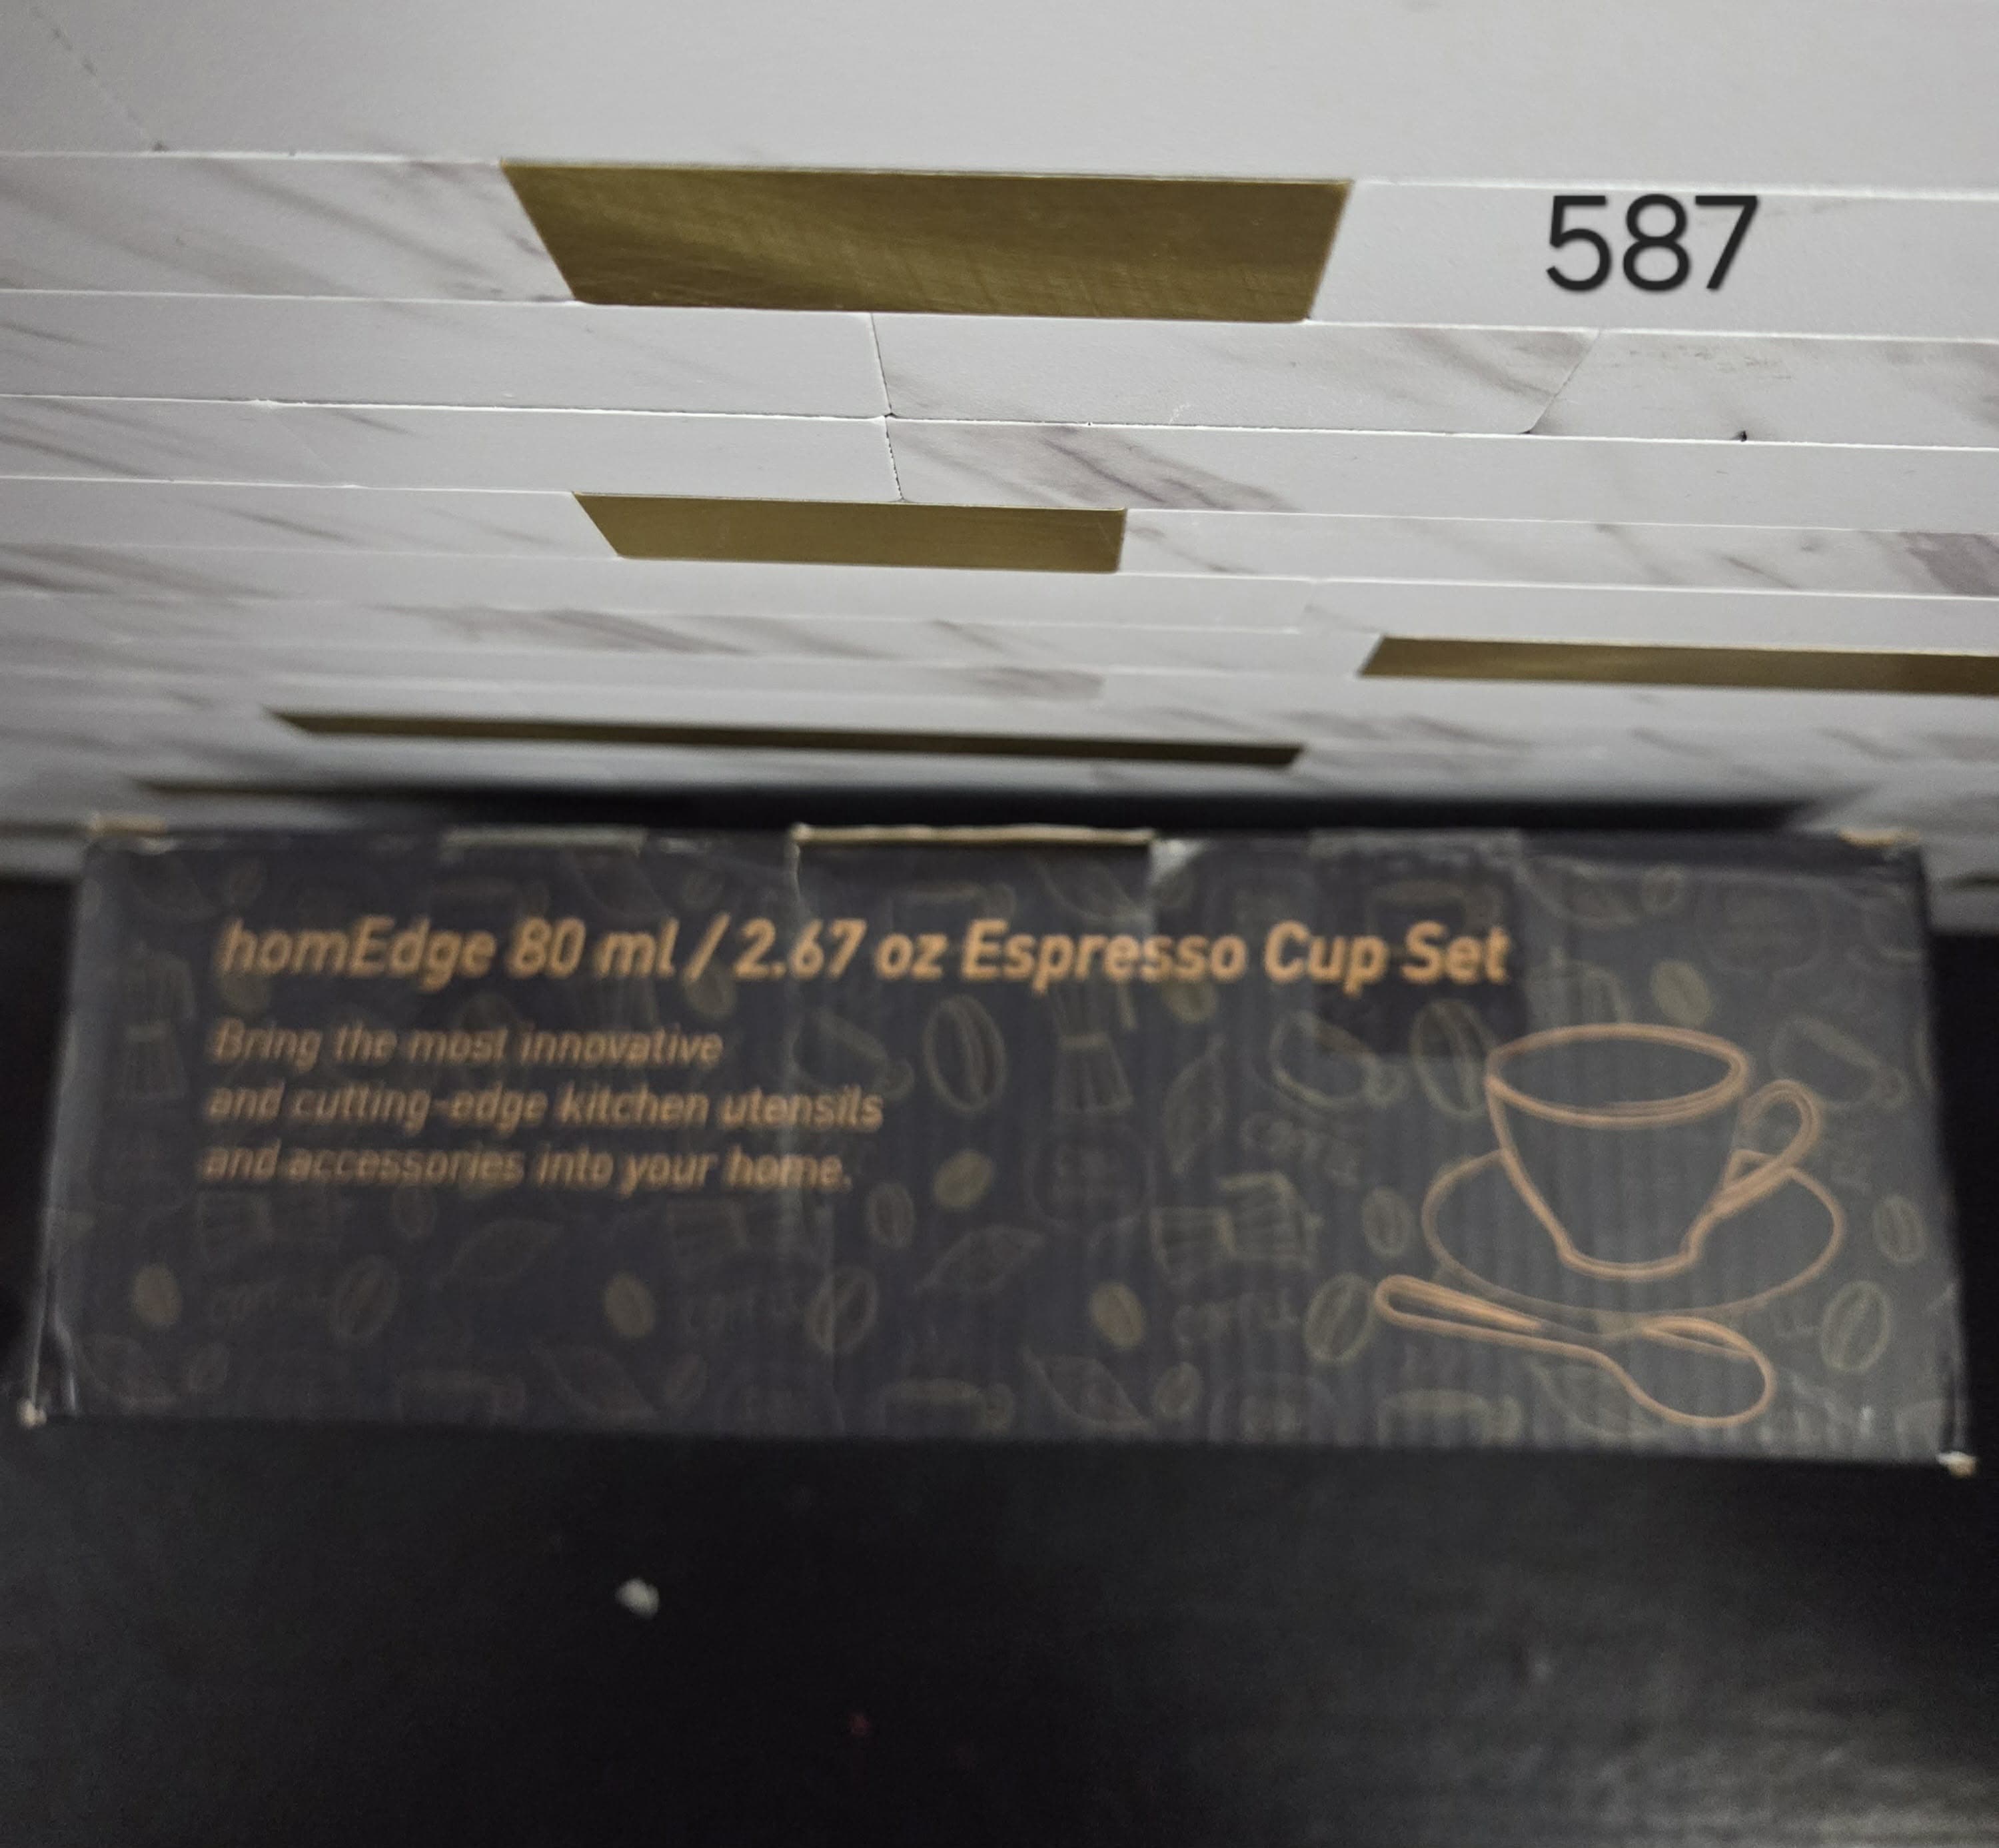 587
homEdge 80 ml / 2.67 oz Espresso Cup Set
Bring the most innovative
and cutting-edge kitchen utensils
and accessories into your home.